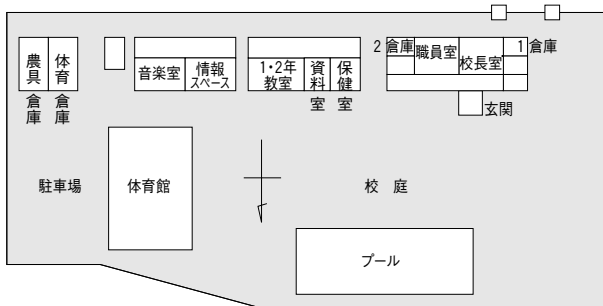 農具倉庫
体育倉庫
音楽室
情報
スペース
1・2年
教室
資料室
保健室
2 倉庫
職員室
校長室
1 倉庫
玄関
駐車場
体育館
校 庭
プール